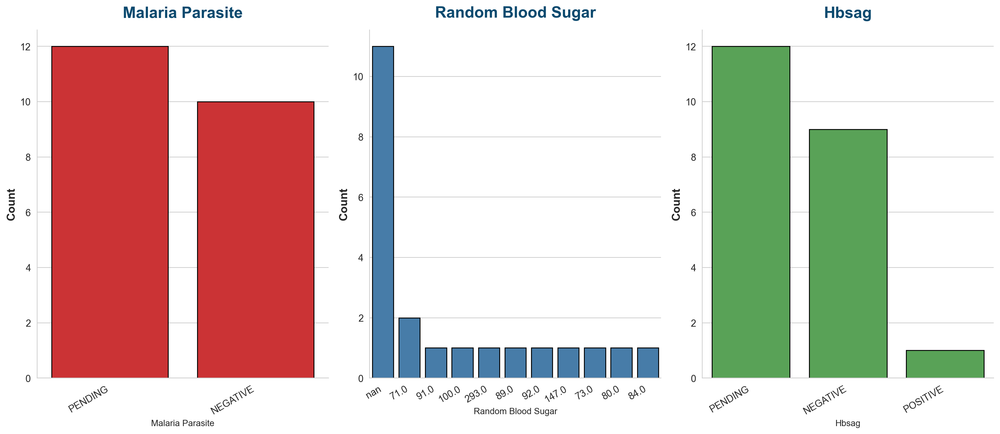 Malaria Parasite
Count
12
10
8
6
4
2
0
PENDING
NEGATIVE
Malaria Parasite
Random Blood Sugar
Count
10
8
6
4
2
0
nan
71.0
91.0
100.0
293.0
89.0
92.0
147.0
73.0
80.0
84.0
Random Blood Sugar
Hbsag
Count
12
10
8
6
4
2
0
PENDING
NEGATIVE
POSITIVE
Hbsag